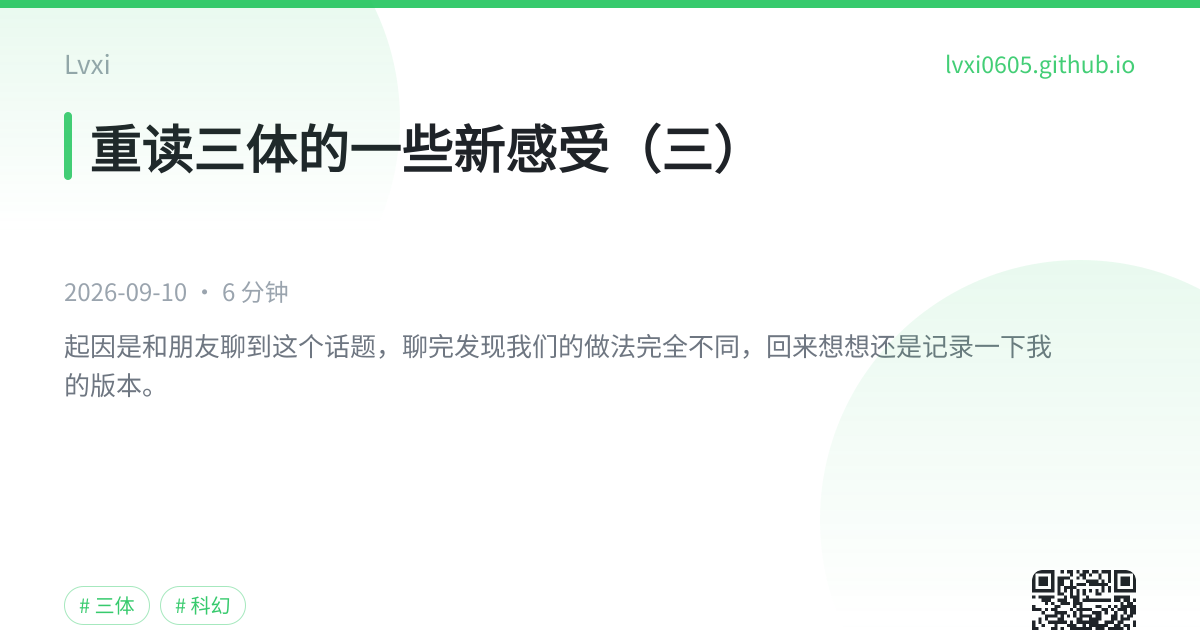 Lvxi
lvxi0605.github.io
重读三体的一些新感受（三）
2026-09-10 · 6 分钟
起因是和朋友聊到这个话题，聊完发现我们的做法完全不同，回来想想还是记录一下我
的版本。
# 三体
# 科幻